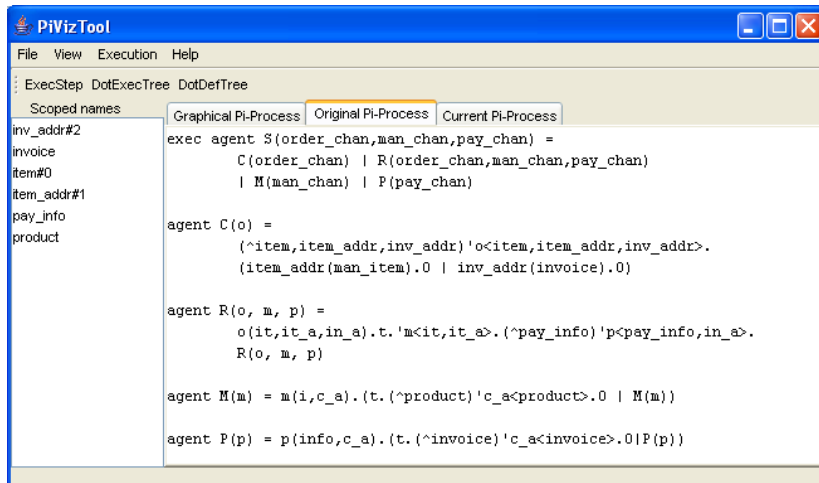 PiVizTool
File View Execution Help
ExecStep DotExecTree DotDefTree
Scoped names
inv_addr#2
invoice
item#0
item_addr#1
pay_info
product
Graphical Pi-Process Original Pi-Process Current Pi-Process
exec agent S(order_chan,man_chan,pay_chan) =
C(order_chan) | R(order_chan,man_chan,pay_chan)
| M(man_chan) | P(pay_chan)
agent C(o) =
(^item,item_addr,inv_addr)'o<item,item_addr,inv_addr>.
(item_addr(man_item).0 | inv_addr(invoice).0)
agent R(o, m, p) =
o(it,it_a,in_a).t.'m<it,it_a>.(^pay_info)'p<pay_info,in_a>.
R(o, m, p)
agent M(m) = m(i,c_a).(t.(^product)'c_a<product>.0 | M(m))
agent P(p) = p(info,c_a).(t.(^invoice)'c_a<invoice>.0|P(p))